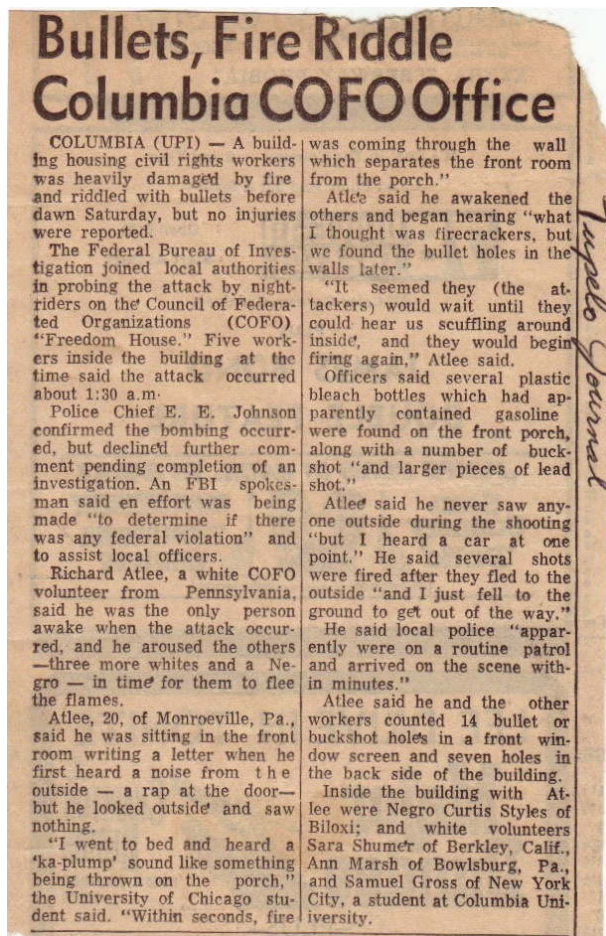 Bullets, Fire Riddle
Columbia COFO Office
COLUMBIA (UPI) — A build-
ing housing civil rights workers
was heavily damaged by fire
and riddled with bullets before
dawn Saturday, but no injuries
were reported.
The Federal Bureau of Inves-
tigation joined local authorities
in probing the attack by night-
riders on the Council of Federa-
ted Organizations (COFO)
"Freedom House." Five work-
ers inside the building at the
time said the attack occurred
about 1:30 a.m.
Police Chief E. E. Johnson
confirmed the bombing occurr-
ed, but declined further com-
ment pending completion of an
investigation. An FBI spokes-
man said en effort was being
made "to determine if there
was any federal violation" and
to assist local officers.
Richard Atlee, a white COFO
volunteer from Pennsylvania,
said he was the only person
awake when the attack occur-
red, and he aroused the others
—three more whites and a Ne-
gro — in time for them to flee
the flames.
Atlee, 20, of Monroeville, Pa.,
said he was sitting in the front
room writing a letter when he
first heard a noise from the
outside — a rap at the door—
but he looked outside and saw
nothing.
"I went to bed and heard a
'ka-plump' sound like something
being thrown on the porch,"
the University of Chicago stu-
dent said. "Within seconds, fire
was coming through the wall
which separates the front room
from the porch."
Atlee said he awakened the
others and began hearing "what
I thought was firecrackers, but
we found the bullet holes in the
walls later."
"It seemed they (the at-
tackers) would wait until they
could hear us scuffling around
inside, and they would begin
firing again," Atlee said.
Officers said several plastic
bleach bottles which had ap-
parently contained gasoline
were found on the front porch,
along with a number of buck-
shot "and larger pieces of lead
shot."
Atlee said he never saw any-
one outside during the shooting
"but I heard a car at one
point." He said several shots
were fired after they fled to the
outside "and I just fell to the
ground to get out of the way."
He said local police "appar-
ently were on a routine patrol
and arrived on the scene with-
in minutes."
Atlee said he and the other
workers counted 14 bullet or
buckshot holes in a front win-
dow screen and seven holes in
the back side of the building.
Inside the building with At-
lee were Negro Curtis Styles of
Biloxi; and white volunteers
Sara Shumer of Berkley, Calif.,
Ann Marsh of Bowlsburg, Pa.,
and Samuel Gross of New York
City, a student at Columbia Uni-
iversity.
Tupelo Journal